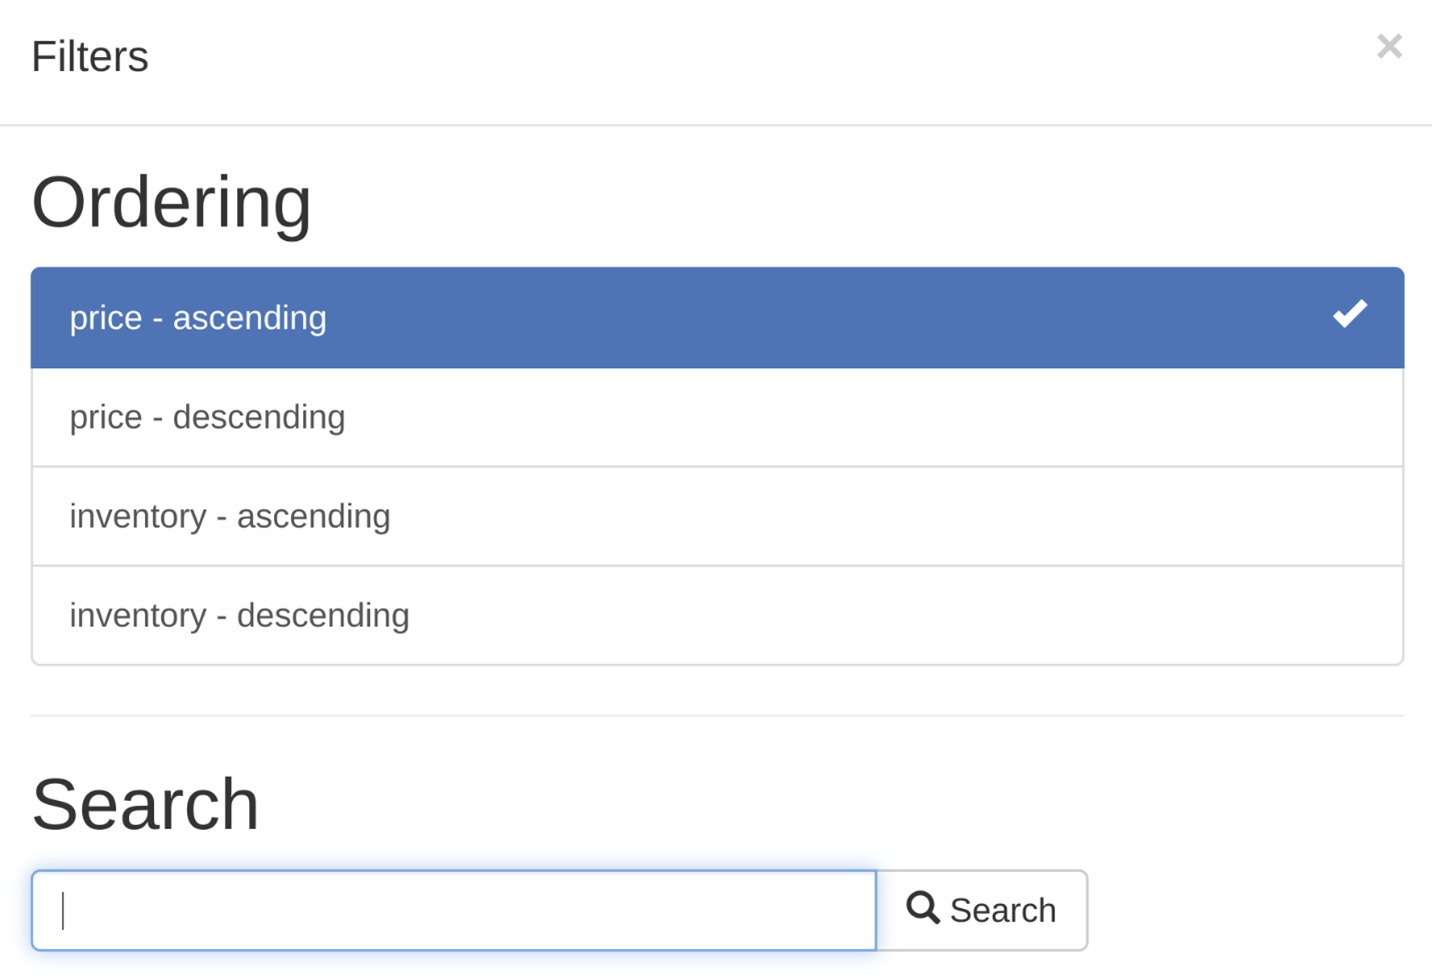 Filters
×
Ordering
price - ascending
price - descending
inventory - ascending
inventory - descending
Search
Search